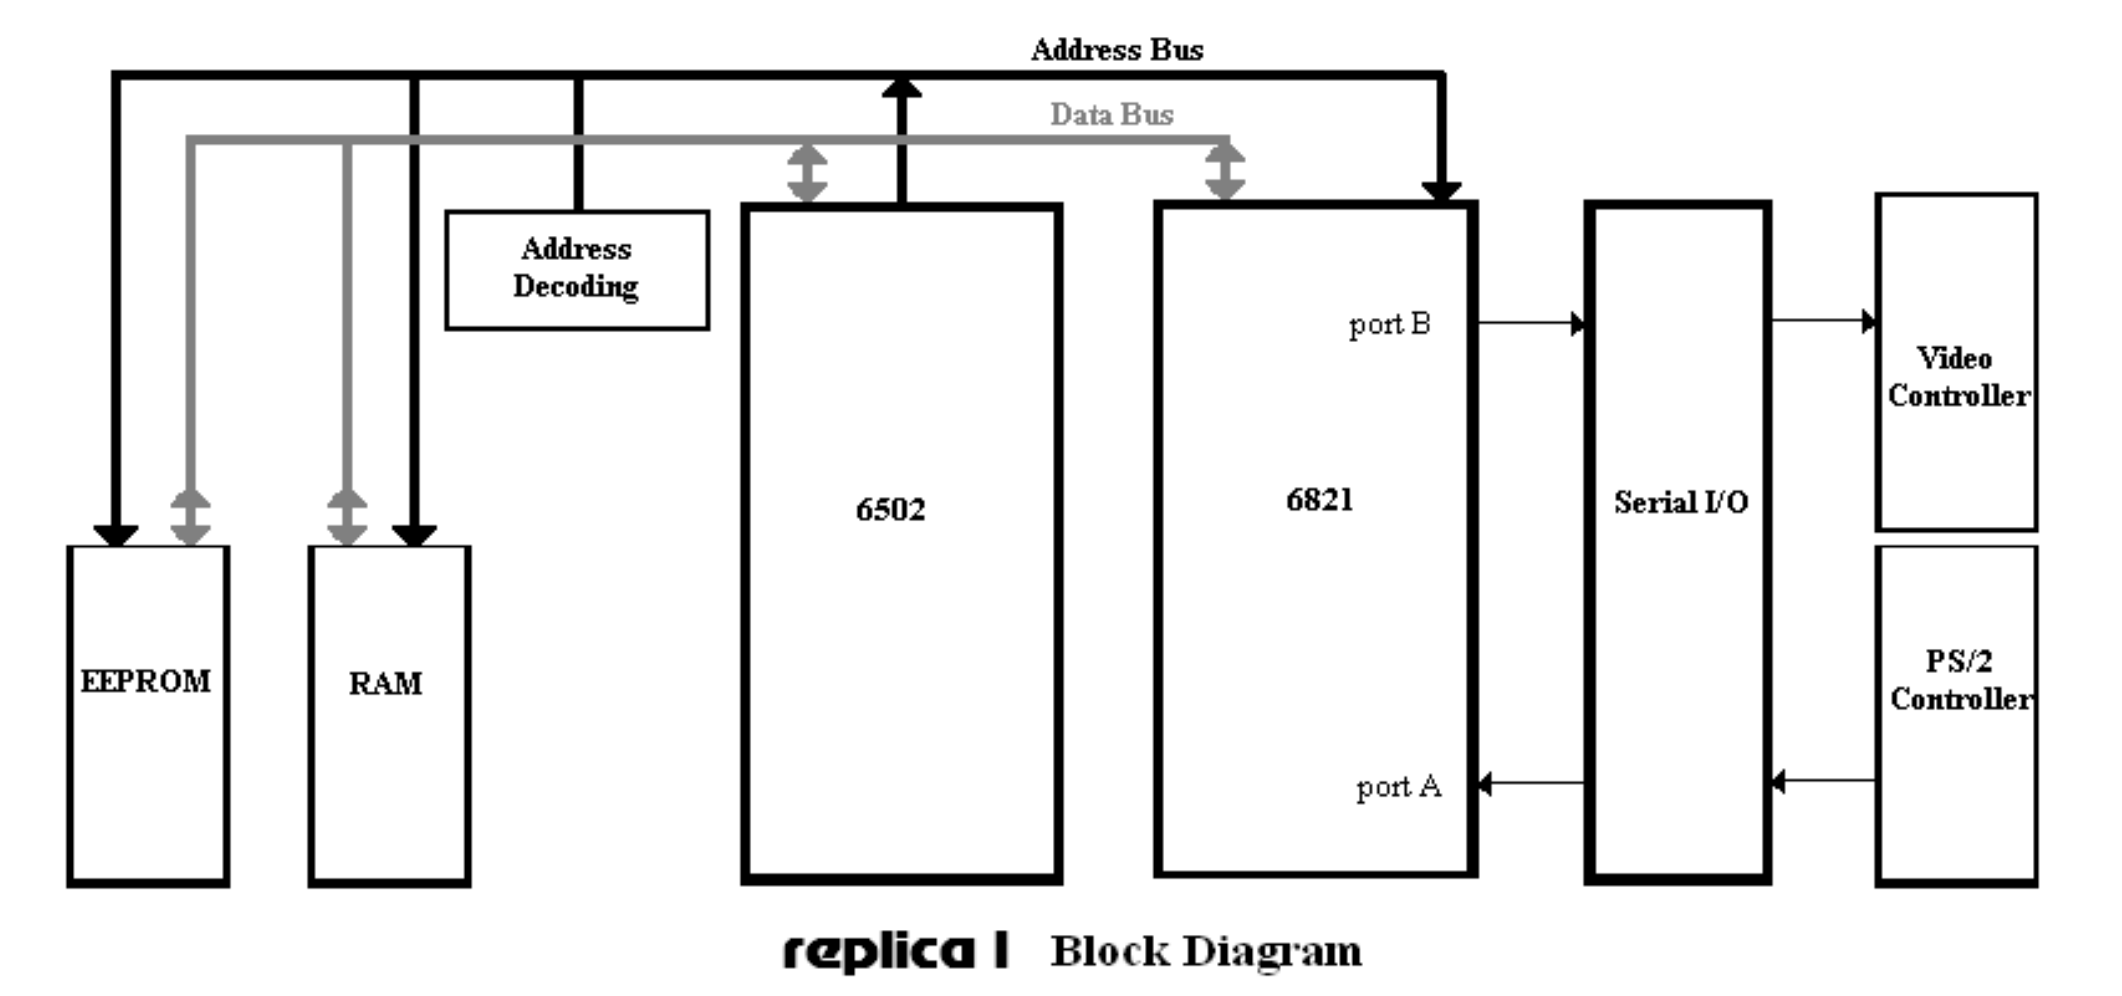 Address Bus
Data Bus
Address
Decoding
port B
Video
Controller
6502
6821
Serial I/O
EEPROM
RAM
PS/2
Controller
port A
replica 1 Block Diagram